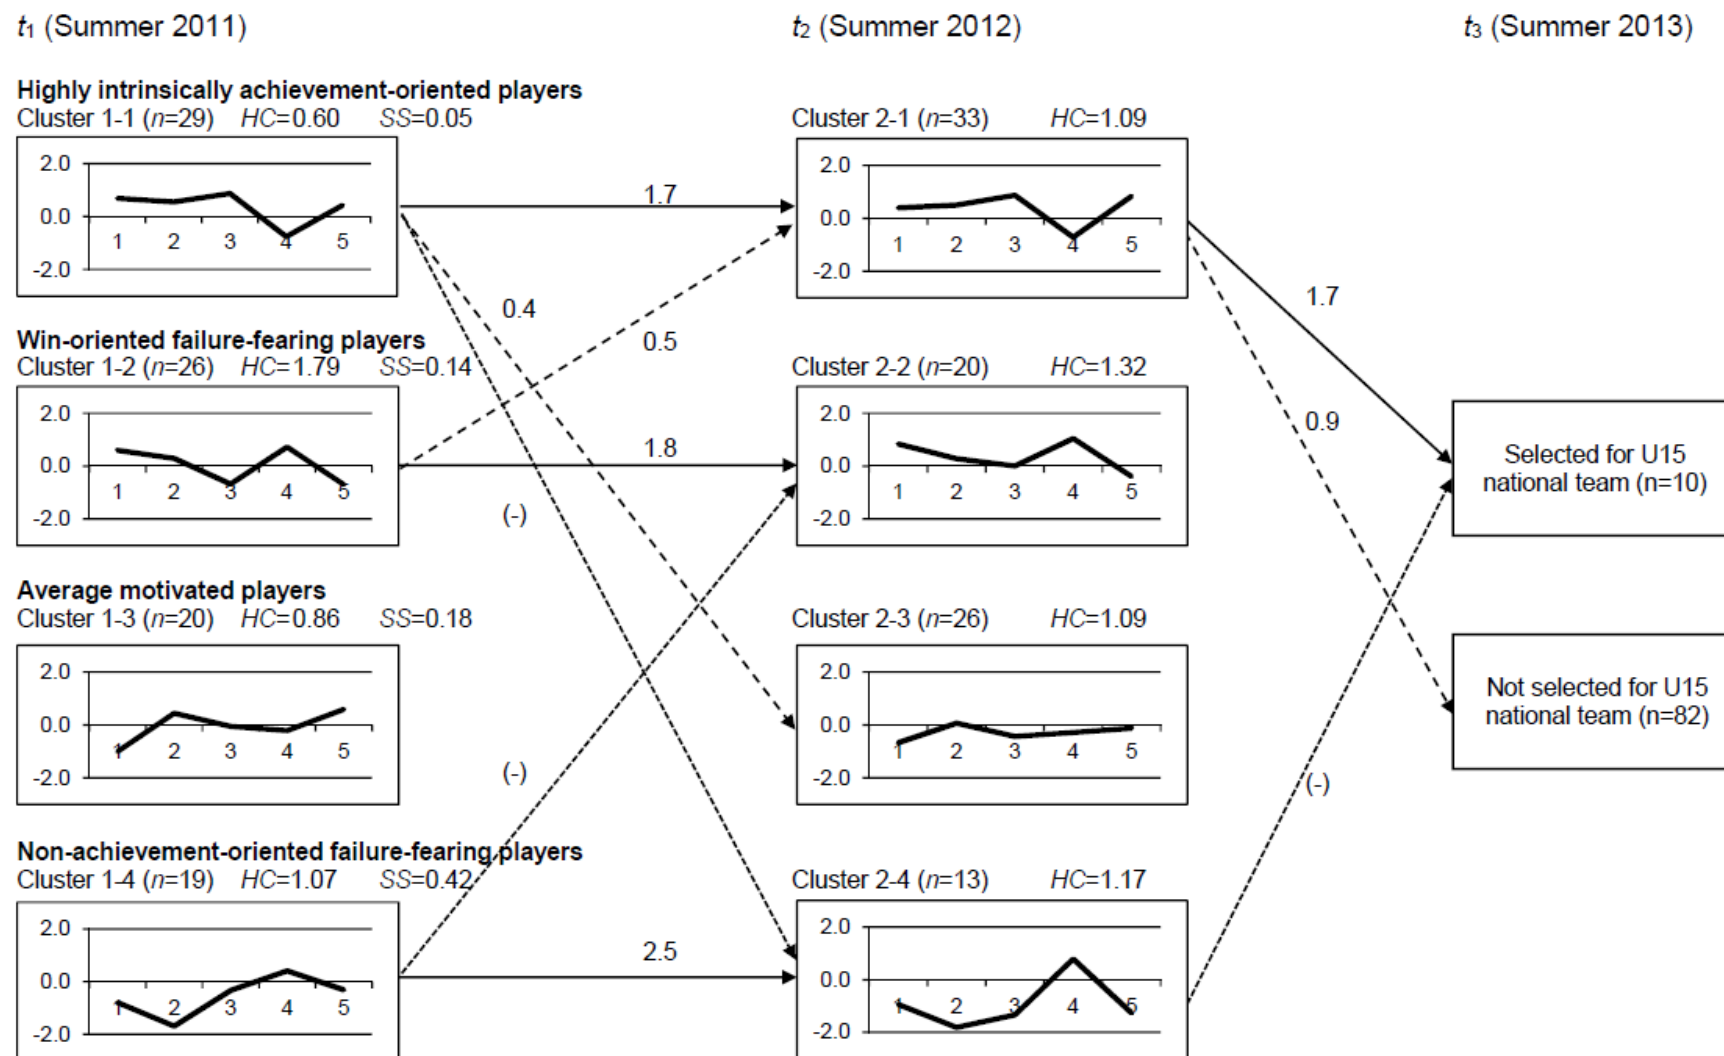 t1 (Summer 2011)
t2 (Summer 2012)
t3 (Summer 2013)
Highly intrinsically achievement-oriented players
Cluster 1-1 (n=29) HC=0.60 SS=0.05
2.0
0.0
-2.0
1 2 3 4 5
Cluster 2-1 (n=33) HC=1.09
2.0
0.0
-2.0
1 2 3 4 5
1.7
0.4
0.5
1.7
0.9
Win-oriented failure-fearing players
Cluster 1-2 (n=26) HC=1.79 SS=0.14
2.0
0.0
-2.0
1 2 3 4 5
Cluster 2-2 (n=20) HC=1.32
2.0
0.0
-2.0
1 2 3 4 5
1.8
(-)
Selected for U15
national team (n=10)
Average motivated players
Cluster 1-3 (n=20) HC=0.86 SS=0.18
2.0
0.0
-2.0
1 2 3 4 5
Cluster 2-3 (n=26) HC=1.09
2.0
0.0
-2.0
1 2 3 4 5
(-)
Not selected for U15
national team (n=82)
(-)
Non-achievement-oriented failure-fearing players
Cluster 1-4 (n=19) HC=1.07 SS=0.42
2.0
0.0
-2.0
1 2 3 4 5
Cluster 2-4 (n=13) HC=1.17
2.0
0.0
-2.0
1 2 3 4 5
2.5